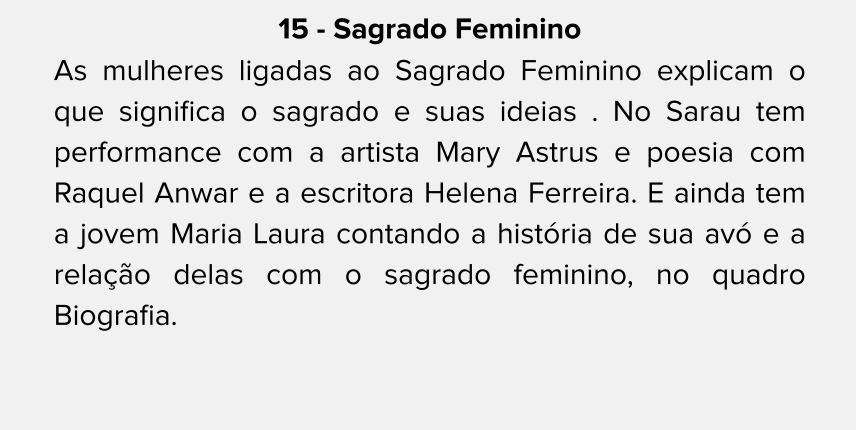 15 - Sagrado Feminino
As mulheres ligadas ao Sagrado Feminino explicam o
que significa o sagrado e suas ideias . No Sarau tem
performance com a artista Mary Astrus e poesia com
Raquel Anwar e a escritora Helena Ferreira. E ainda tem
a jovem Maria Laura contando a história de sua avó e a
relação delas com o sagrado feminino, no quadro
Biografia.